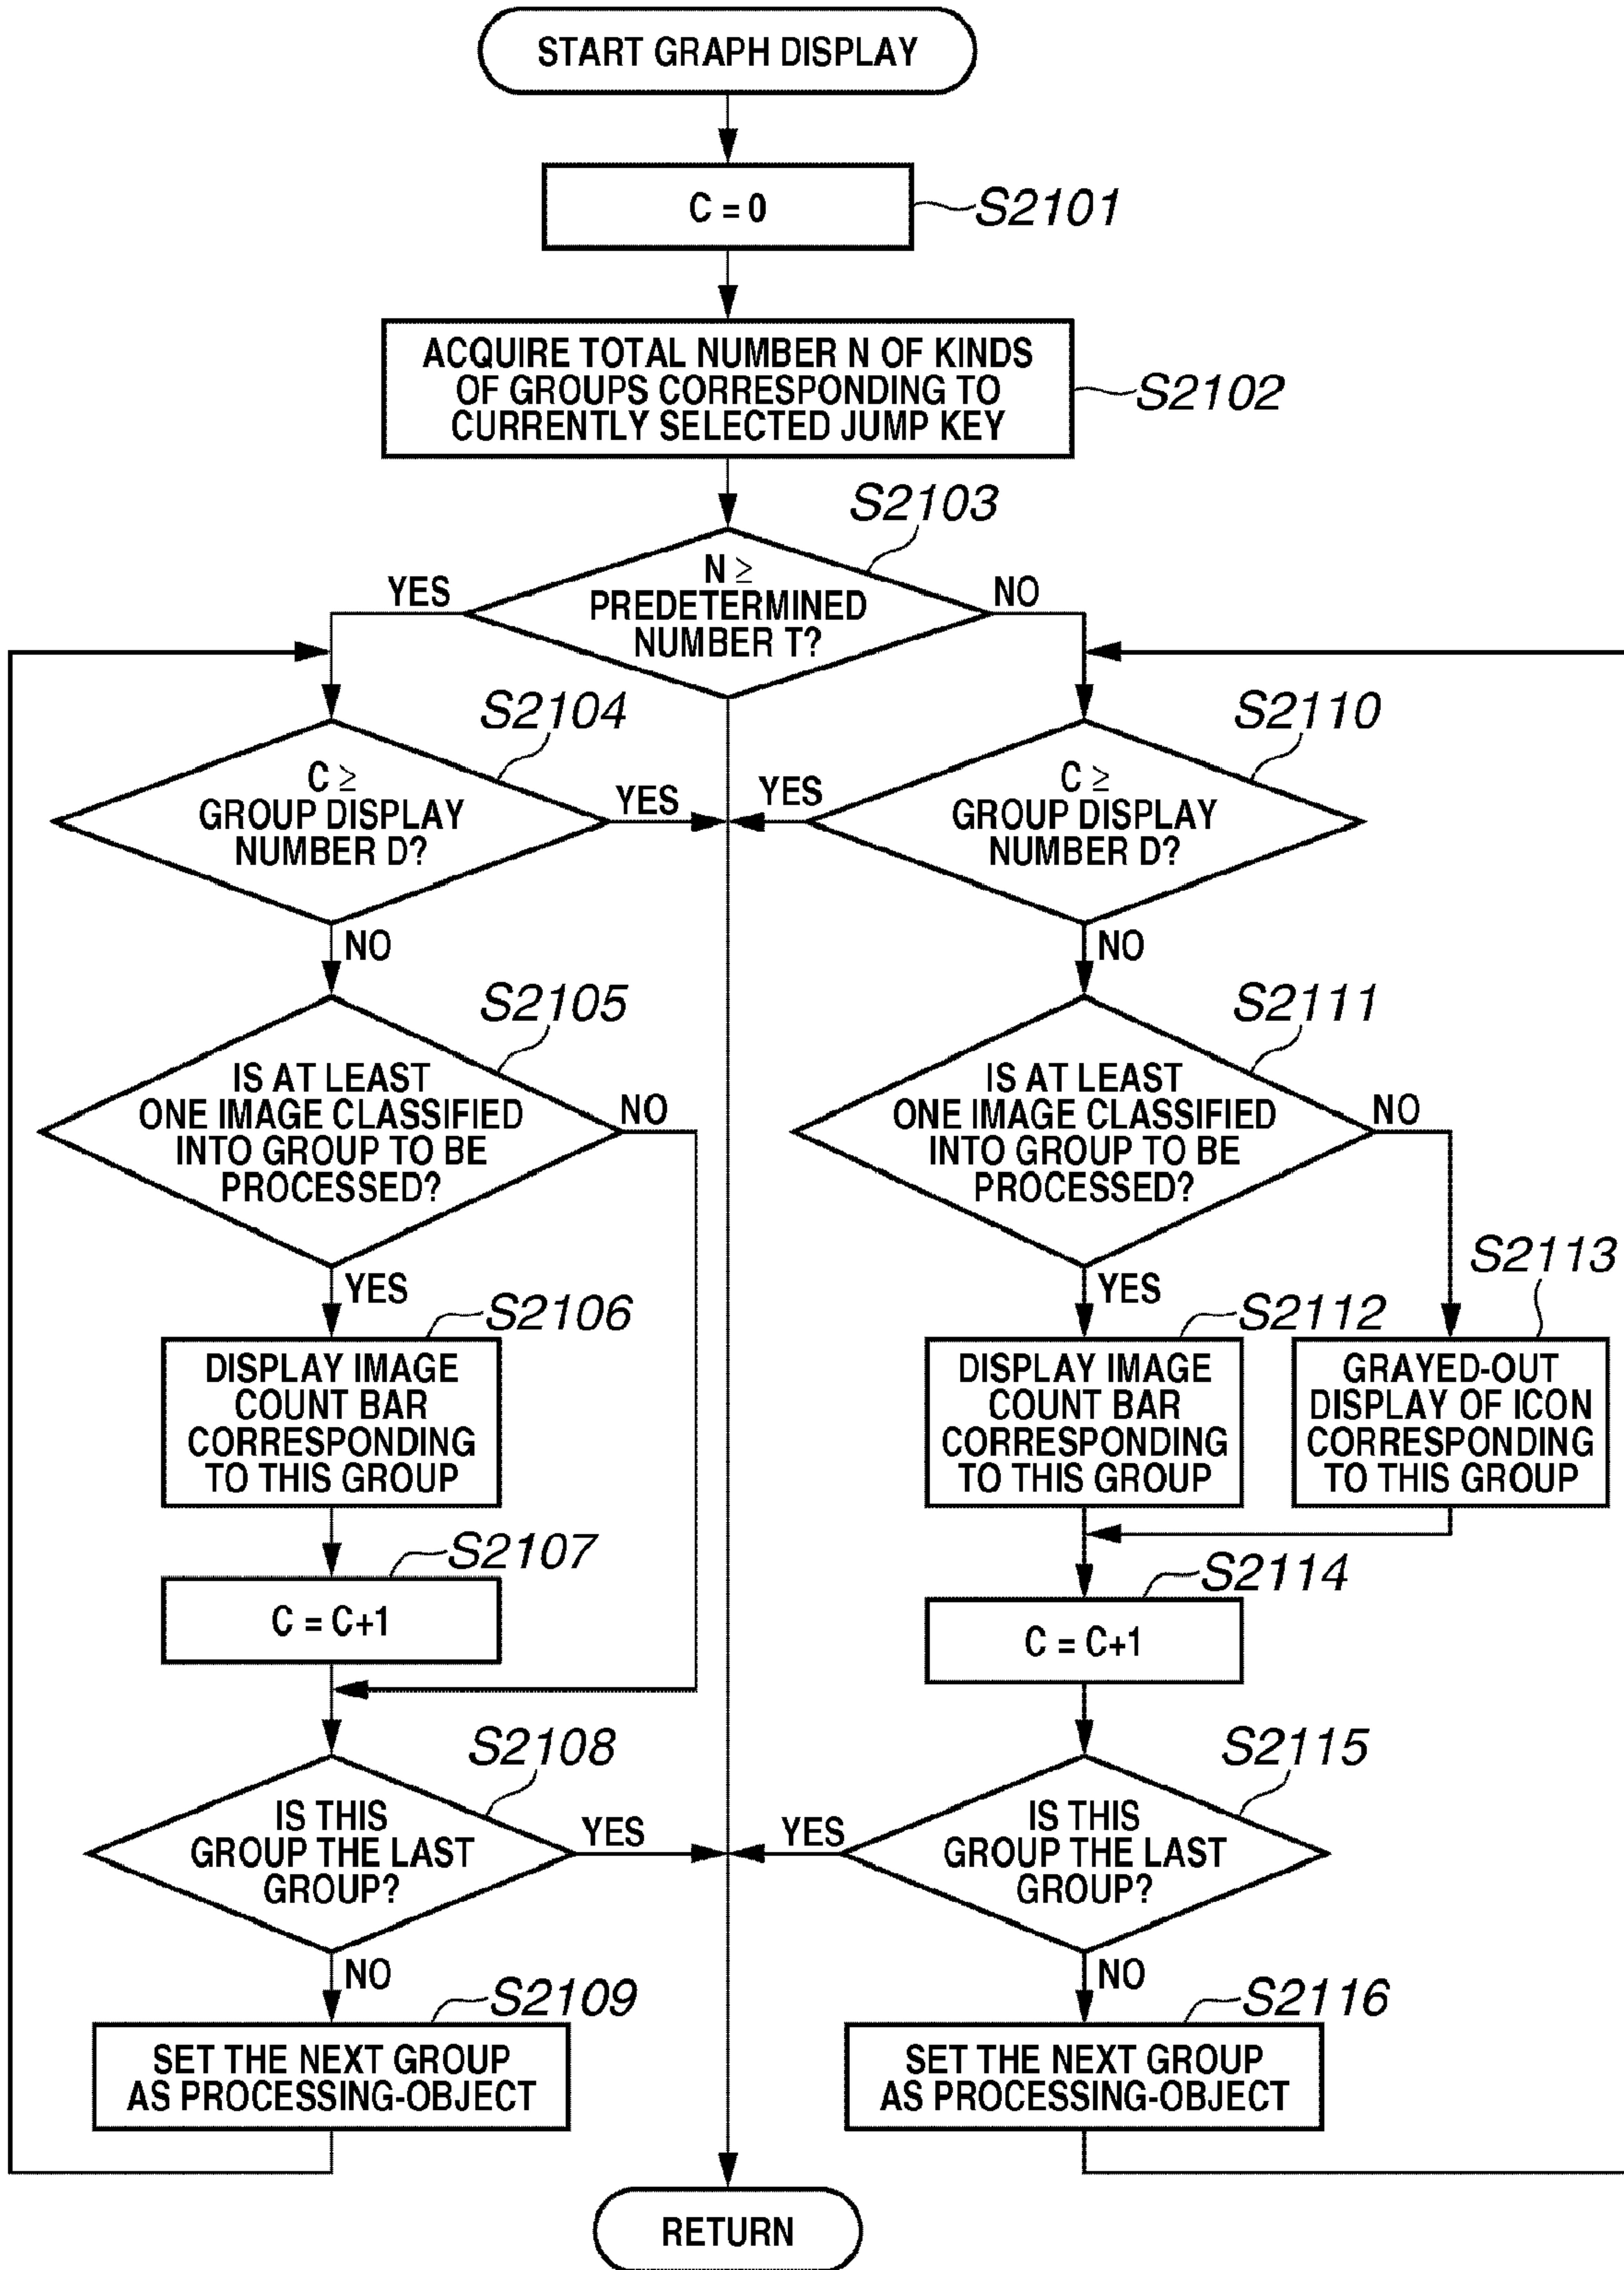 START GRAPH DISPLAY
C = 0
S2101
ACQUIRE TOTAL NUMBER N OF KINDS
OF GROUPS CORRESPONDING TO
CURRENTLY SELECTED JUMP KEY
S2102
S2103
N ≥
PREDETERMINED
NUMBER T?
YES
NO
S2104
C ≥
GROUP DISPLAY
NUMBER D?
YES
NO
S2105
IS AT LEAST
ONE IMAGE CLASSIFIED
INTO GROUP TO BE
PROCESSED?
NO
YES
S2106
DISPLAY IMAGE
COUNT BAR
CORRESPONDING
TO THIS GROUP
S2107
C = C+1
S2108
IS THIS
GROUP THE LAST
GROUP?
YES
NO
S2109
SET THE NEXT GROUP
AS PROCESSING-OBJECT
S2110
C ≥
GROUP DISPLAY
NUMBER D?
YES
NO
S2111
IS AT LEAST
ONE IMAGE CLASSIFIED
INTO GROUP TO BE
PROCESSED?
NO
YES
S2112
DISPLAY IMAGE
COUNT BAR
CORRESPONDING
TO THIS GROUP
S2113
GRAYED-OUT
DISPLAY OF ICON
CORRESPONDING
TO THIS GROUP
S2114
C = C+1
S2115
IS THIS
GROUP THE LAST
GROUP?
YES
NO
S2116
SET THE NEXT GROUP
AS PROCESSING-OBJECT
RETURN